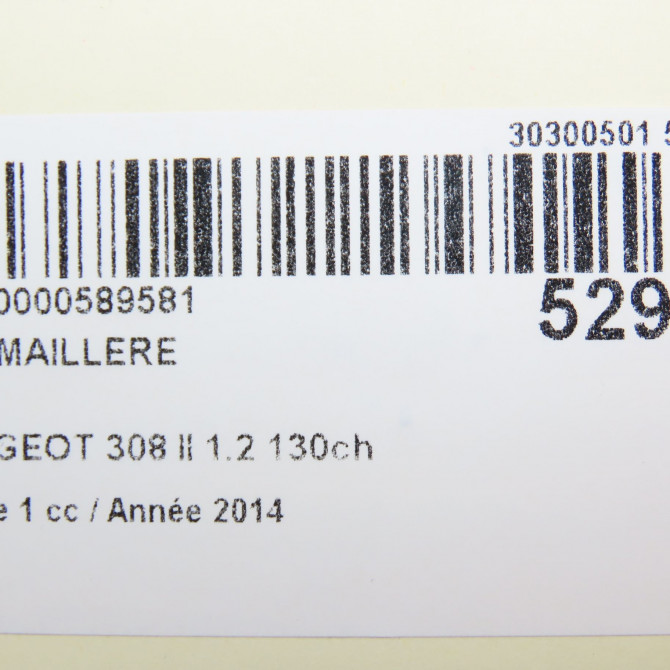 30300501 5
0000589581
529
MAILLERE
GEOT 308 II 1.2 130ch
e 1 cc / Année 2014